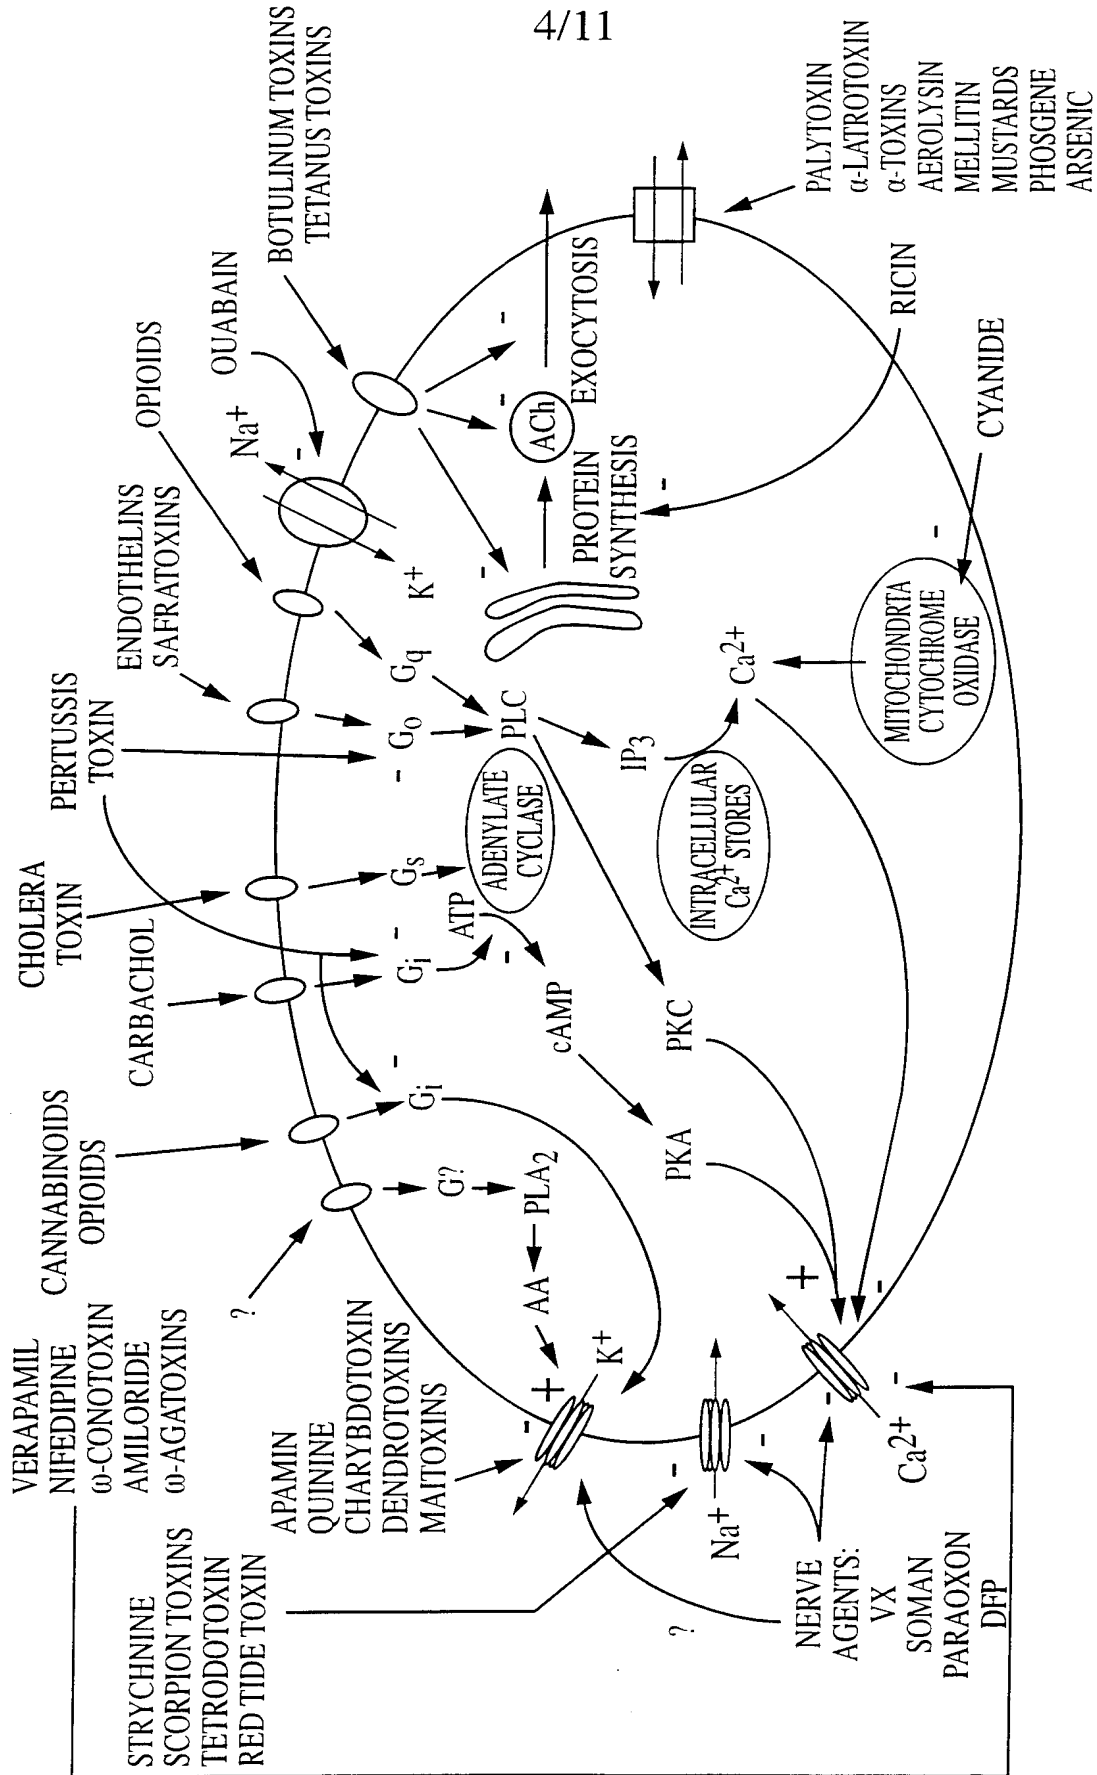 4/11
VERAPAMIL
NIFEDIPINE
ω-CONOTOXIN
AMILORIDE
ω-AGATOXINS
STRYCHNINE
SCORPION TOXINS
TETRODOTOXIN
RED TIDE TOXIN
APAMIN
QUININE
CHARYBDOTOXIN
DENDROTOXINS
MAITOXINS
?
CANNABINOIDS
OPIOIDS
CARBACHOL
CHOLERA
TOXIN
PERTUSSIS
TOXIN
ENDOTHELINS
SAFRATOXINS
OPIOIDS
OUABAIN
BOTULINUM TOXINS
TETANUS TOXINS
Na+
-
K+
G?
PLA2
AA
+
-
K+
Gi
-
Gi
-
Gs
Go
-
Gq
ATP
-
cAMP
ADENYLATE
CYCLASE
PLC
IP3
INTRACELLULAR
Ca2+ STORES
Ca2+
PKC
PKA
-
-
-
ACh
EXOCYTOSIS
PROTEIN
SYNTHESIS
-
MITOCHONDRIA
CYTOCHROME
OXIDASE
-
CYANIDE
RICIN
PALYTOXIN
α-LATROTOXIN
α-TOXINS
AEROLYSIN
MELLITIN
MUSTARDS
PHOSGENE
ARSENIC
-
Na+
-
+
-
-
-
Ca2+
?
NERVE
AGENTS:
VX
SOMAN
PARAOXON
DFP